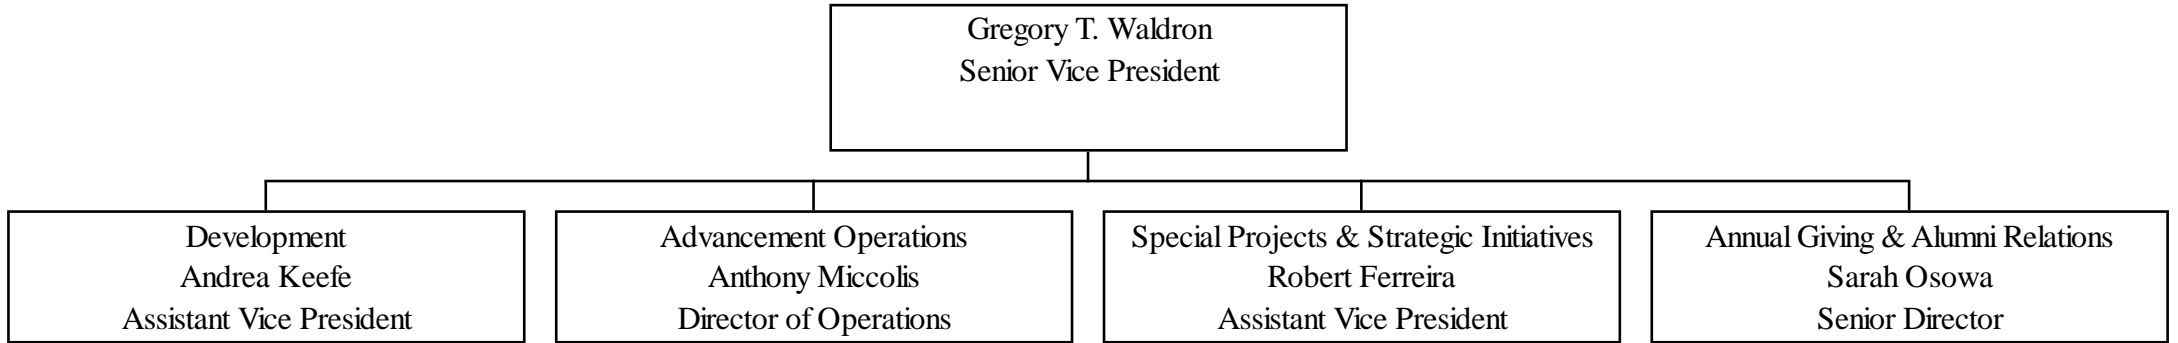 Gregory T. Waldron
Senior Vice President
Development
Andrea Keefe
Assistant Vice President
Advancement Operations
Anthony Miccolis
Director of Operations
Special Projects & Strategic Initiatives
Robert Ferreira
Assistant Vice President
Annual Giving & Alumni Relations
Sarah Osowa
Senior Director